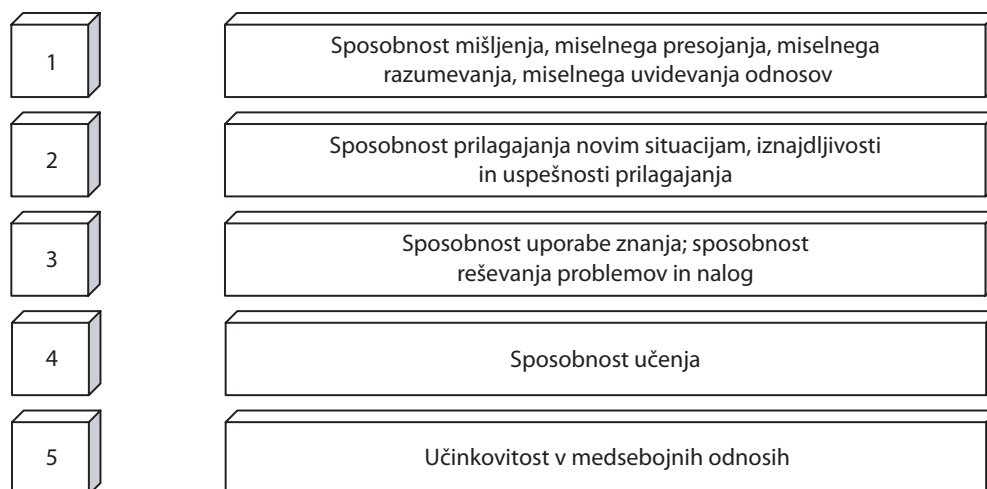 1
Sposobnost mišljenja, miselnega presojanja, miselnega
razumevanja, miselnega uvidevanja odnosov
2
Sposobnost prilagajanja novim situacijam, iznajdljivosti
in uspešnosti prilagajanja
3
Sposobnost uporabe znanja; sposobnost
reševanja problemov in nalog
4
Sposobnost učenja
5
Učinkovitost v medsebojnih odnosih